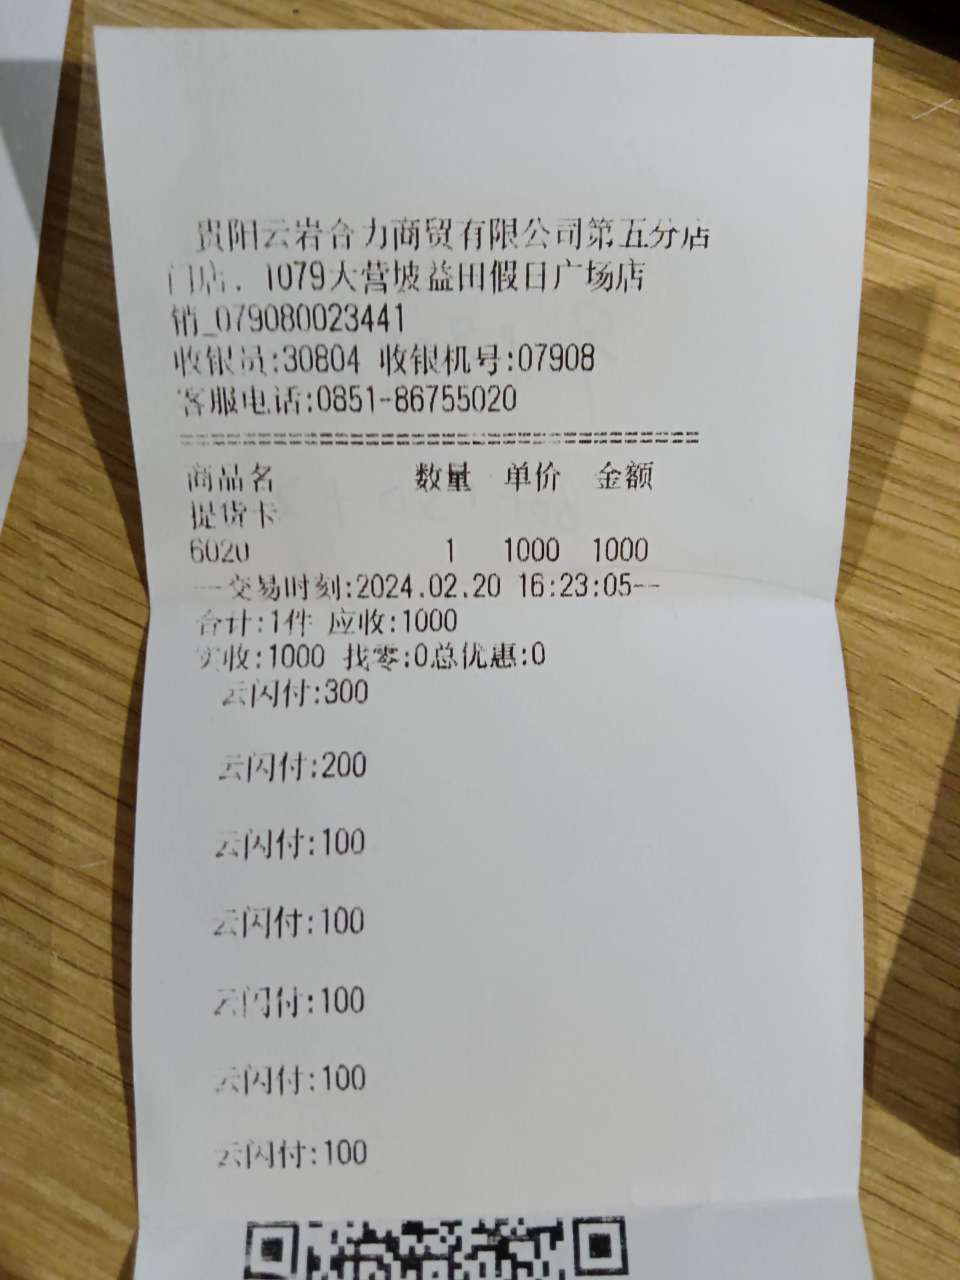 贵阳云岩合力商贸有限公司第五分店
门店: 1079大营坡益田假日广场店
销_079080023441
收银员:30804 收银机号:07908
客服电话:0851-86755020
商品名 数量 单价 金额
提货卡
6020 1 1000 1000
--交易时刻:2024.02.20 16:23:05--
合计:1件 应收:1000
实收:1000 找零:0总优惠:0
云闪付:300
云闪付:200
云闪付:100
云闪付:100
云闪付:100
云闪付:100
云闪付:100